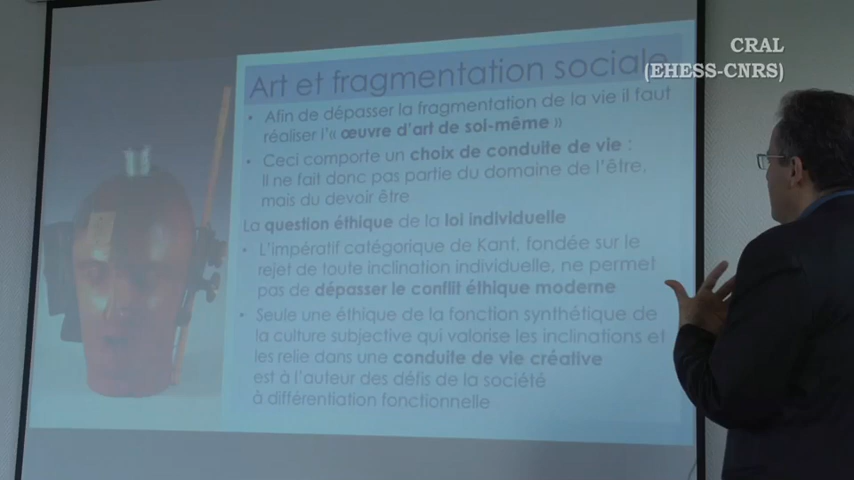 CRAL
(EHESS-CNRS)
Art et fragmentation sociale
• Afin de dépasser la fragmentation de la vie il faut
réaliser l'« œuvre d'art de soi-même »
• Ceci comporte un choix de conduite de vie :
Il ne fait donc pas partie du domaine de l'être,
mais du devoir être
La question éthique de la loi individuelle
• L'impératif catégorique de Kant, fondée sur le
rejet de toute inclination individuelle, ne permet
pas de dépasser le conflit éthique moderne
• Seule une éthique de la fonction synthétique de
la culture subjective qui valorise les inclinations et
les relie dans une conduite de vie créative
est à l'auteur des défis de la société
à différentiation fonctionnelle